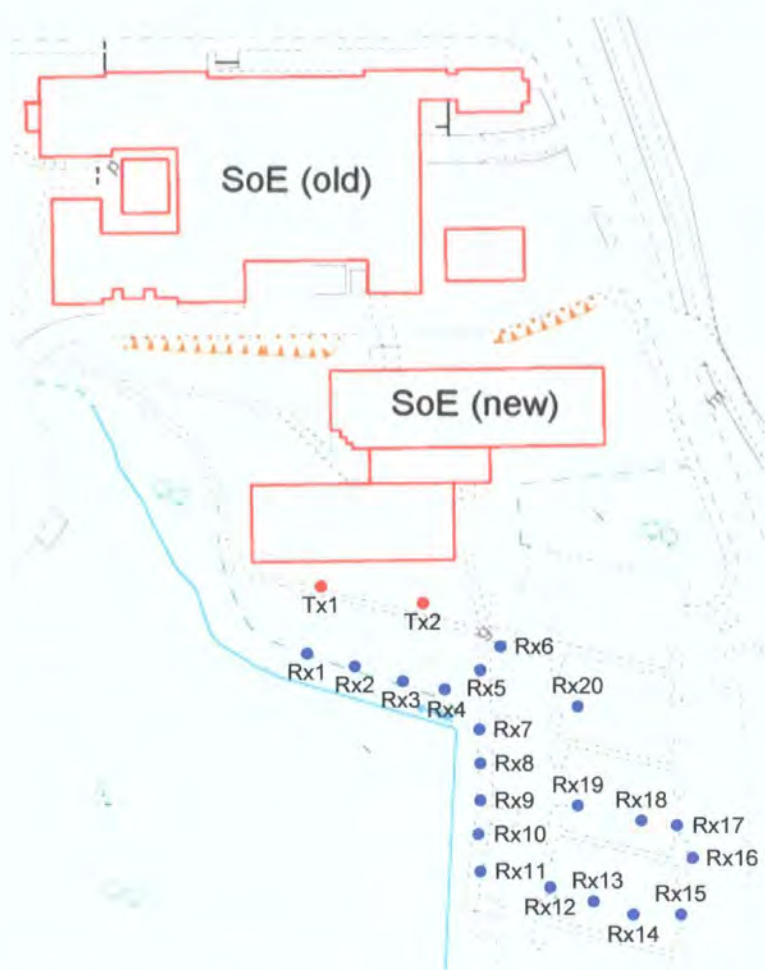 SoE (old)
SoE (new)
Tx1
Tx2
Rx6
Rx1
Rx2
Rx3
Rx4
Rx5
Rx20
Rx7
Rx8
Rx9
Rx19
Rx18
Rx17
Rx10
Rx16
Rx11
Rx12
Rx13
Rx14
Rx15